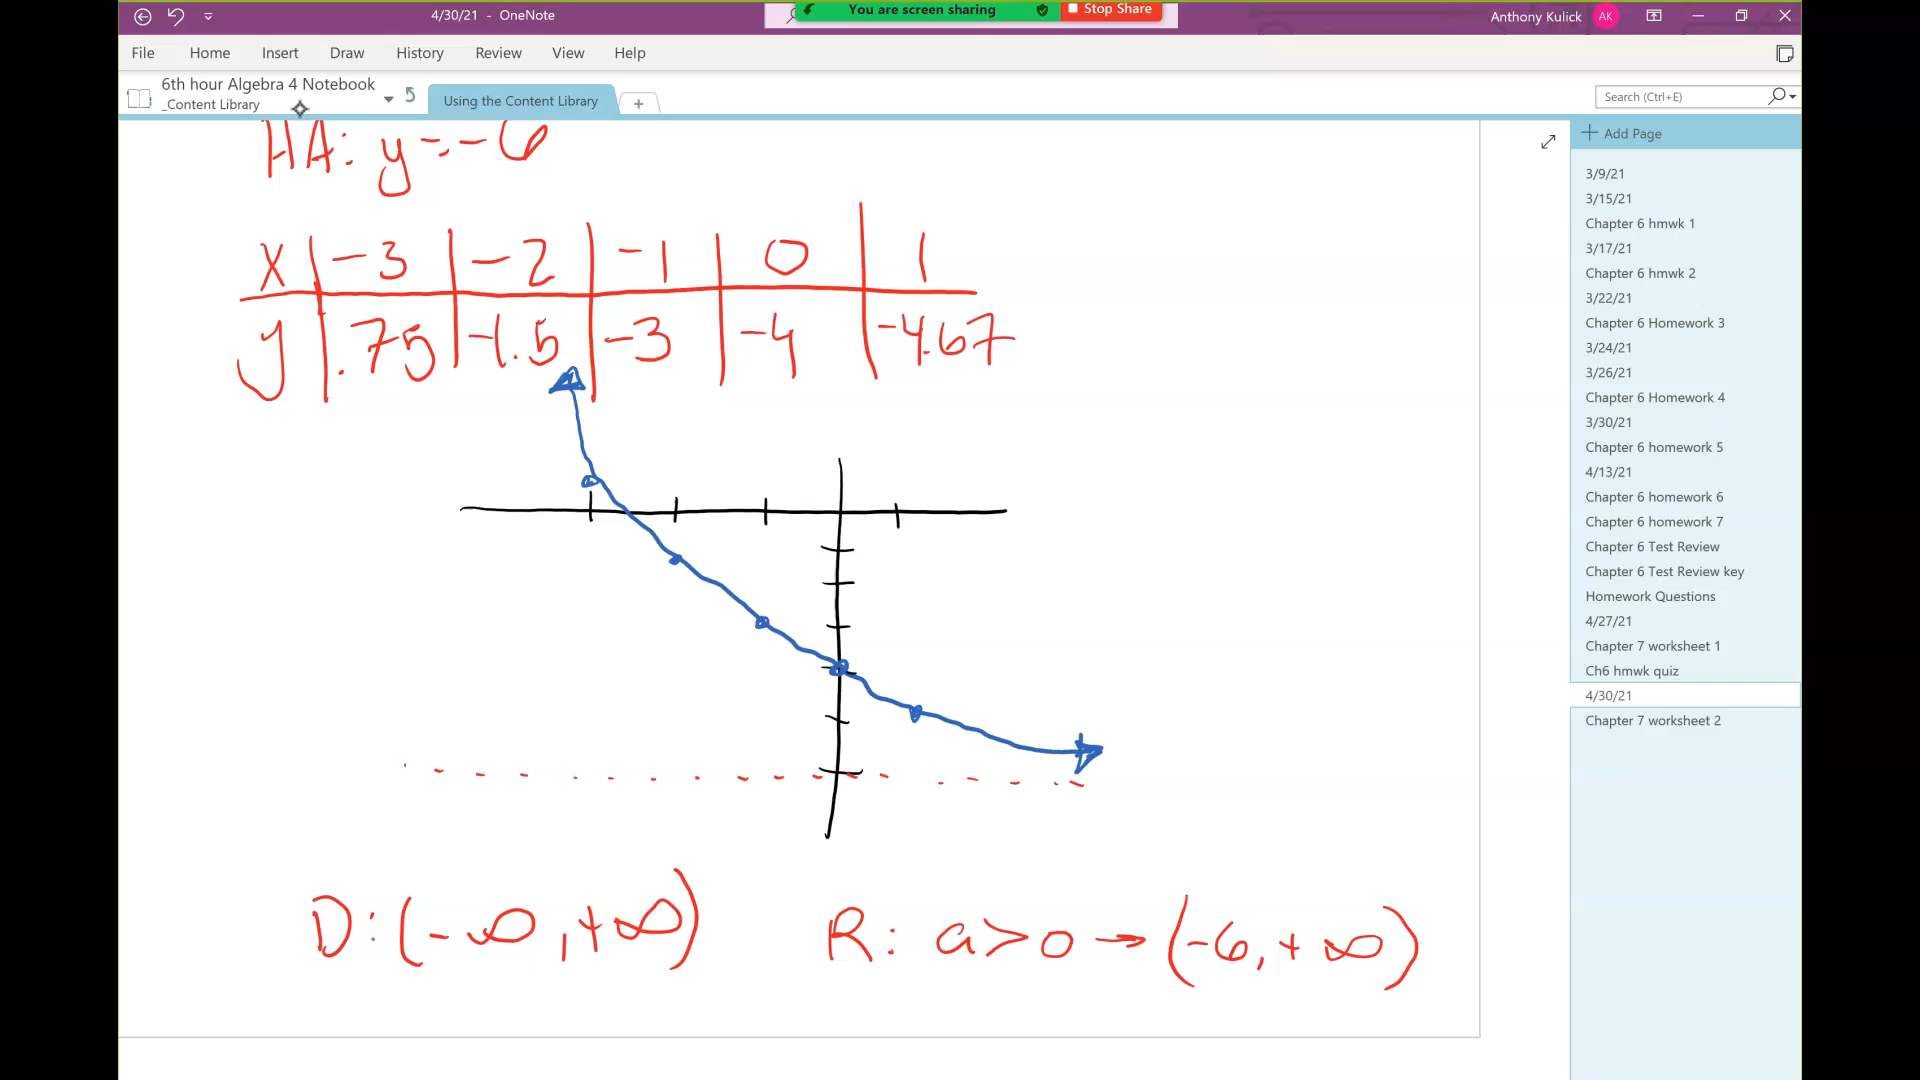 4/30/21 - OneNote
You are screen sharing
Stop Share
Anthony Kulick
AK
File Home Insert Draw History Review View Help
6th hour Algebra 4 Notebook
_Content Library
Using the Content Library
+
Search (Ctrl+E)
Add Page
3/9/21
3/15/21
Chapter 6 hmwk 1
3/17/21
Chapter 6 hmwk 2
3/22/21
Chapter 6 Homework 3
3/24/21
3/26/21
Chapter 6 Homework 4
3/30/21
Chapter 6 homework 5
4/13/21
Chapter 6 homework 6
Chapter 6 homework 7
Chapter 6 Test Review
Chapter 6 Test Review key
Homework Questions
4/27/21
Chapter 7 worksheet 1
Ch6 hmwk quiz
4/30/21
Chapter 7 worksheet 2
HA: y = -6
x | -3 | -2 | -1 | 0 | 1
y | .75 | -1.5 | -3 | -4 | -4.67
D: (-∞, +∞)
R: a > 0 → (-6, +∞)